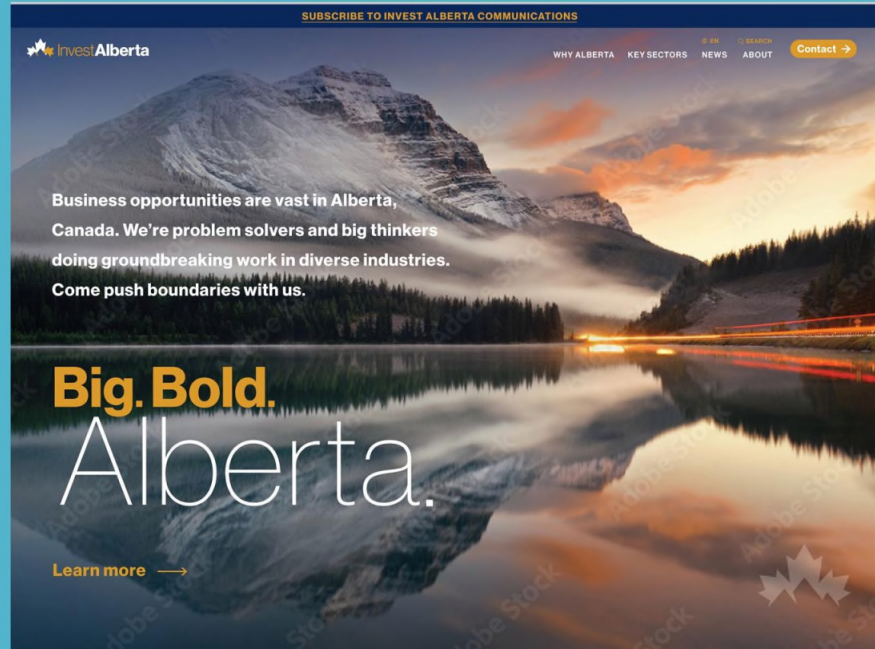 SUBSCRIBE TO INVEST ALBERTA COMMUNICATIONS
InvestAlberta
EN SEARCH
WHY ALBERTA KEY SECTORS NEWS ABOUT
Contact →
Business opportunities are vast in Alberta,
Canada. We’re problem solvers and big thinkers
doing groundbreaking work in diverse industries.
Come push boundaries with us.
Big. Bold.
Alberta.
Learn more →
Adobe Stock